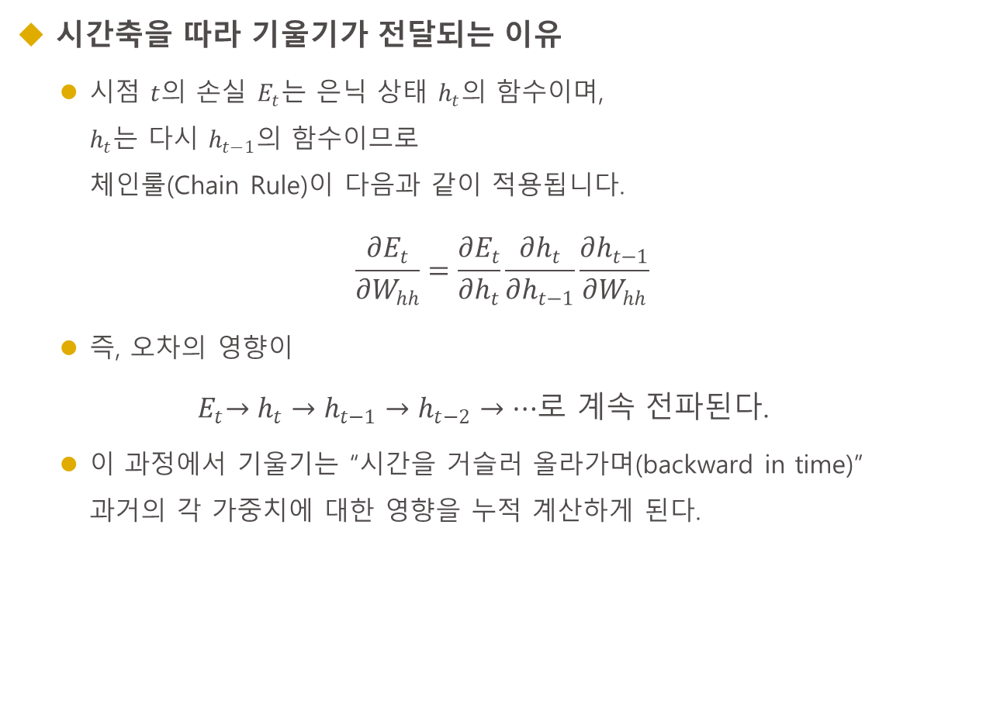 ◆ 시간축을 따라 기울기가 전달되는 이유
● 시점 $t$의 손실 $E_t$는 은닉 상태 $h_t$의 함수이며,
$h_t$는 다시 $h_{t-1}$의 함수이므로
체인룰(Chain Rule)이 다음과 같이 적용됩니다.
$\frac{\partial E_t}{\partial W_{hh}} = \frac{\partial E_t}{\partial h_t} \frac{\partial h_t}{\partial h_{t-1}} \frac{\partial h_{t-1}}{\partial W_{hh}}$
● 즉, 오차의 영향이
$E_t \rightarrow h_t \rightarrow h_{t-1} \rightarrow h_{t-2} \rightarrow \cdots$로 계속 전파된다.
● 이 과정에서 기울기는 “시간을 거슬러 올라가며(backward in time)”
과거의 각 가중치에 대한 영향을 누적 계산하게 된다.